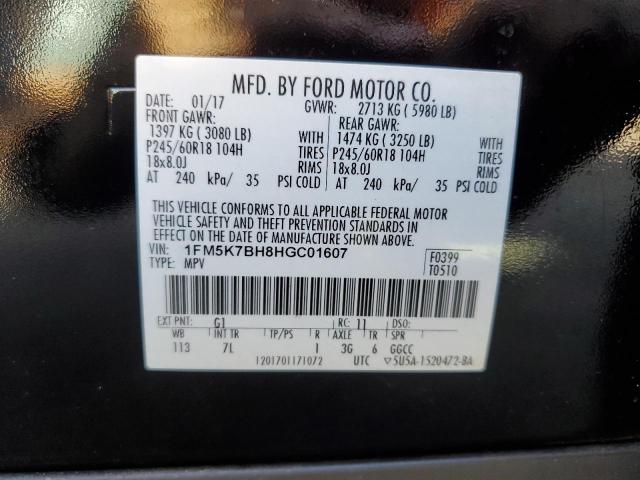 MFD. BY FORD MOTOR CO.
DATE: 01/17 GVWR: 2713 KG ( 5980 LB)
FRONT GAWR: REAR GAWR:
1397 KG ( 3080 LB) WITH 1474 KG ( 3250 LB) WITH
P245/60R18 104H TIRES P245/60R18 104H TIRES
18x8.0J RIMS 18x8.0J RIMS
AT 240 kPa/ 35 PSI COLD AT 240 kPa/ 35 PSI COLD
THIS VEHICLE CONFORMS TO ALL APPLICABLE FEDERAL MOTOR
VEHICLE SAFETY AND THEFT PREVENTION STANDARDS IN
EFFECT ON THE DATE OF MANUFACTURE SHOWN ABOVE.
VIN: 1FM5K7BH8HGC01607 F0399
TYPE: MPV T0510
EXT PNT: G1 RC: 11 DSO:
WB INT TR TP/PS R AXLE TR SPR
113 7L I 3G 6 GGCC
1201701171072 UTC ▽5U5A-1520472-BA